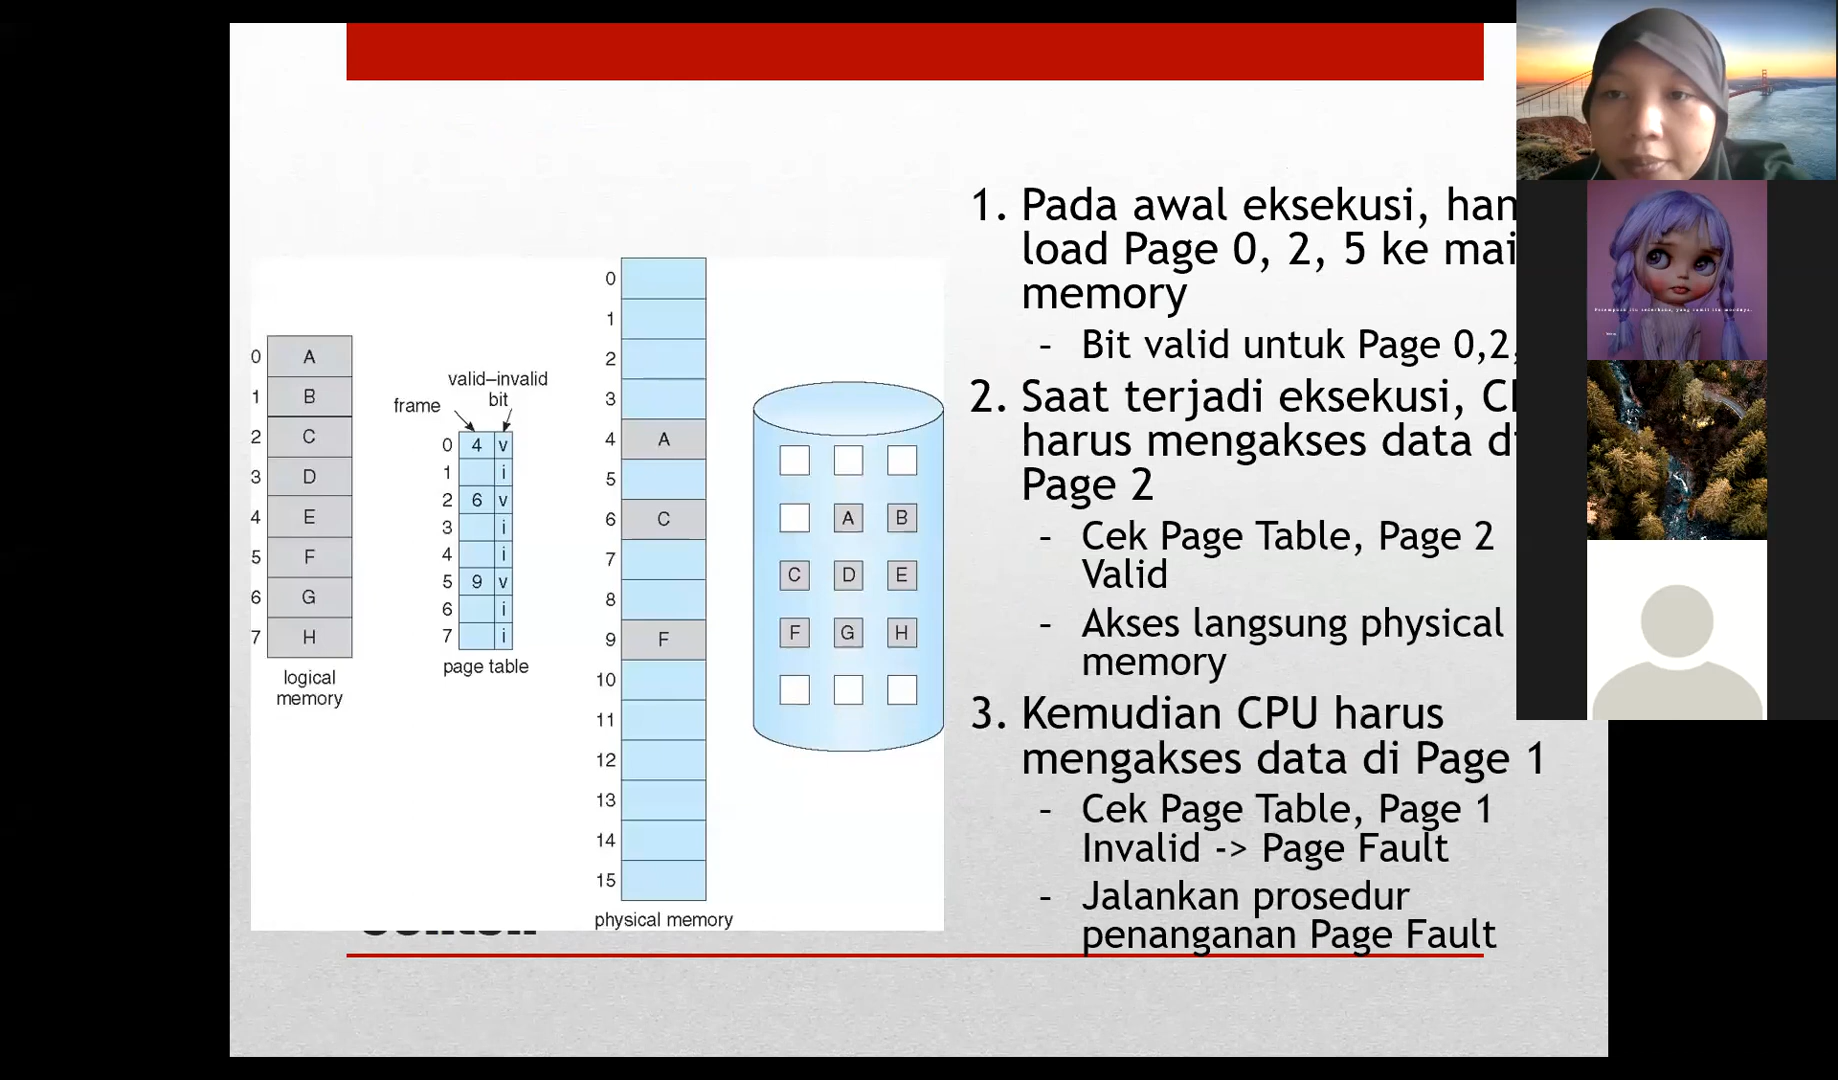 1. Pada awal eksekusi, han
load Page 0, 2, 5 ke mai
memory
- Bit valid untuk Page 0,2,
2. Saat terjadi eksekusi, C
harus mengakses data d
Page 2
- Cek Page Table, Page 2
Valid
- Akses langsung physical
memory
3. Kemudian CPU harus
mengakses data di Page 1
- Cek Page Table, Page 1
Invalid -> Page Fault
- Jalankan prosedur
penanganan Page Fault
0 A
1 B
2 C
3 D
4 E
5 F
6 G
7 H
logical
memory
valid–invalid
bit
frame
0 4 v
1 i
2 6 v
3 i
4 i
5 9 v
6 i
7 i
page table
0
1
2
3
4 A
5
6 C
7
8
9 F
10
11
12
13
14
15
physical memory
A B
C D E
F G H